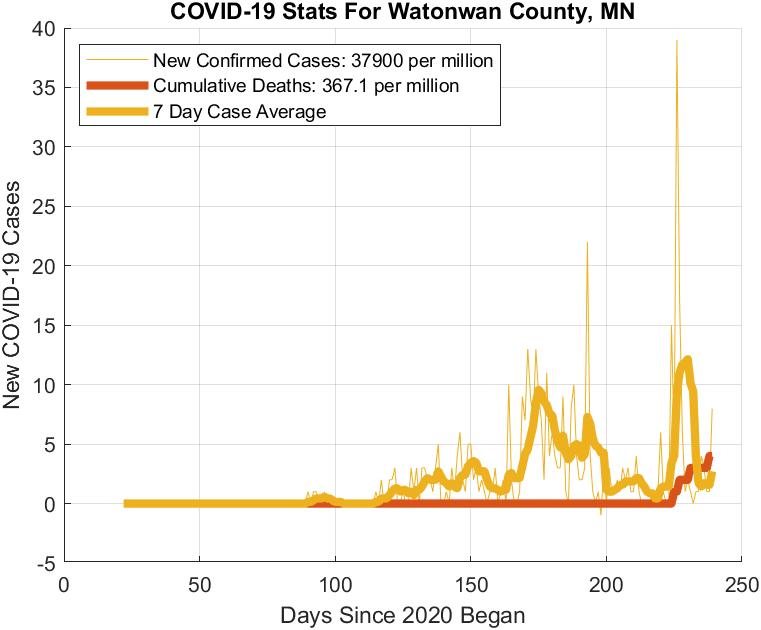 COVID-19 Stats For Watonwan County, MN
New Confirmed Cases: 37900 per million
Cumulative Deaths: 367.1 per million
7 Day Case Average
New COVID-19 Cases
40
35
30
25
20
15
10
5
0
-5
0 50 100 150 200 250
Days Since 2020 Began